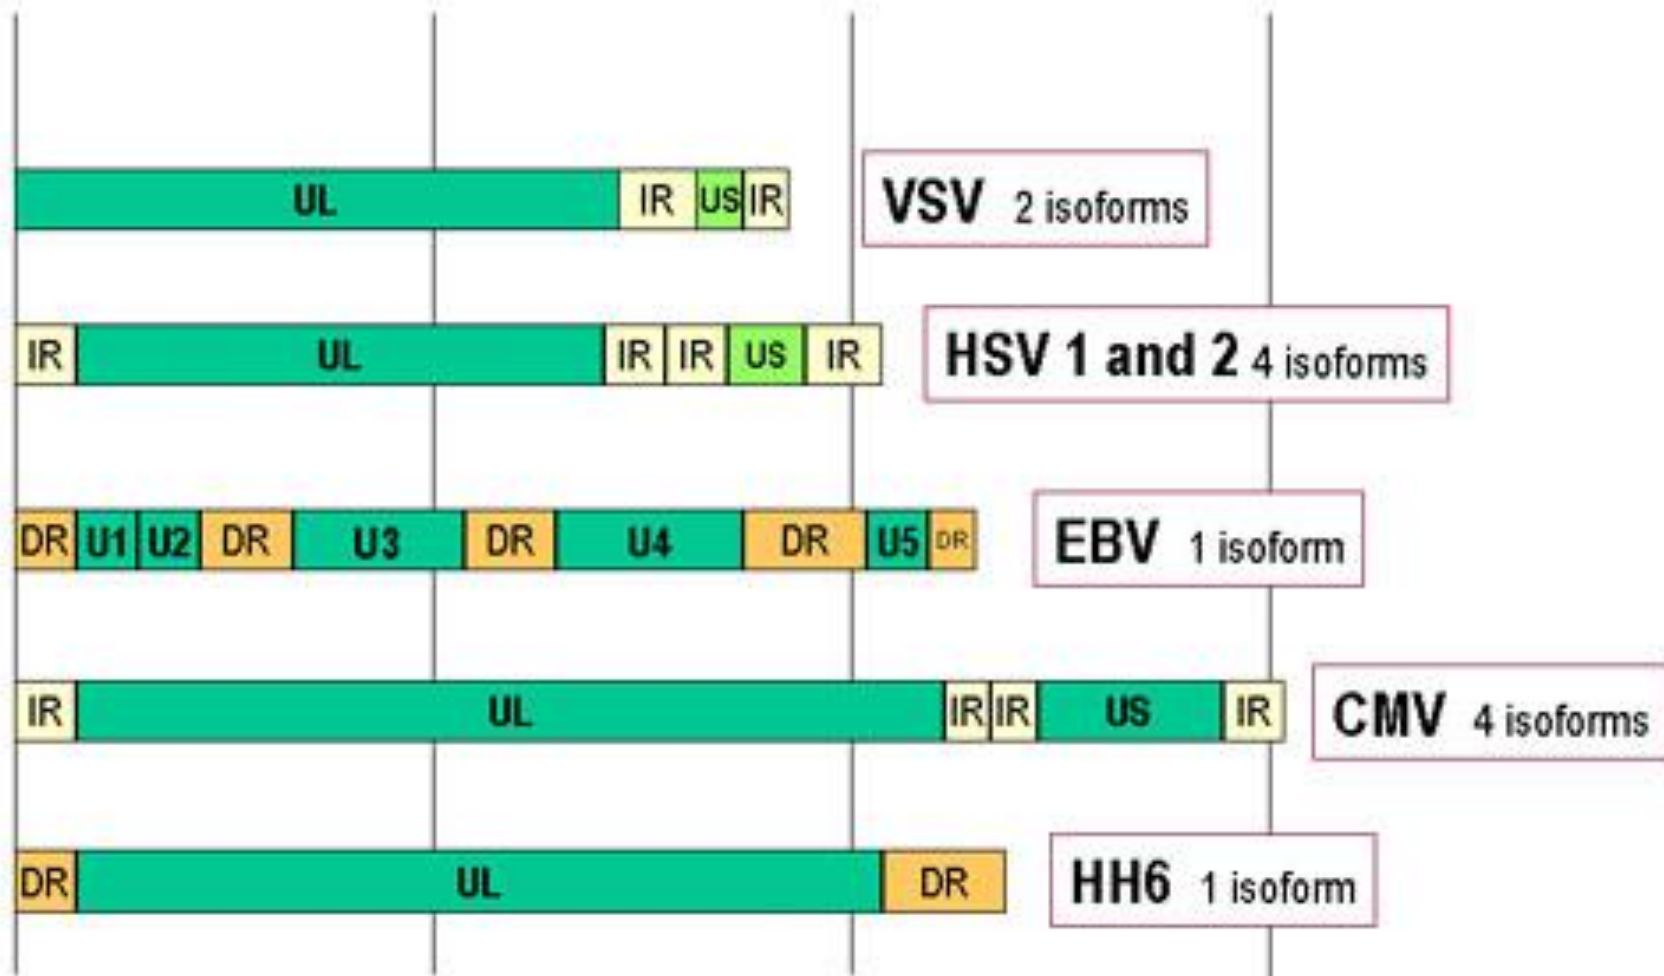 UL IR US IR VSV 2 isoforms
IR UL IR IR US IR HSV 1 and 2 4 isoforms
DR U1 U2 DR U3 DR U4 DR U5 DR EBV 1 isoform
IR UL IR IR US IR CMV 4 isoforms
DR UL DR HH6 1 isoform